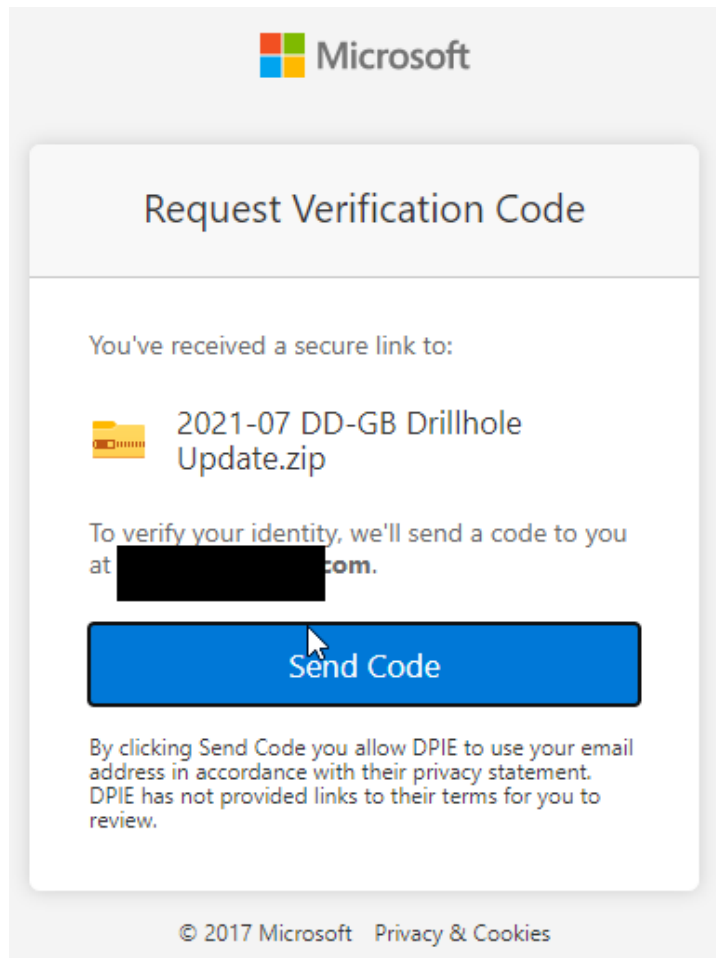 Microsoft
Request Verification Code
You've received a secure link to:
2021-07 DD-GB Drillhole
Update.zip
To verify your identity, we'll send a code to you
at com.
Send Code
By clicking Send Code you allow DPIE to use your email
address in accordance with their privacy statement.
DPIE has not provided links to their terms for you to
review.
© 2017 Microsoft Privacy & Cookies